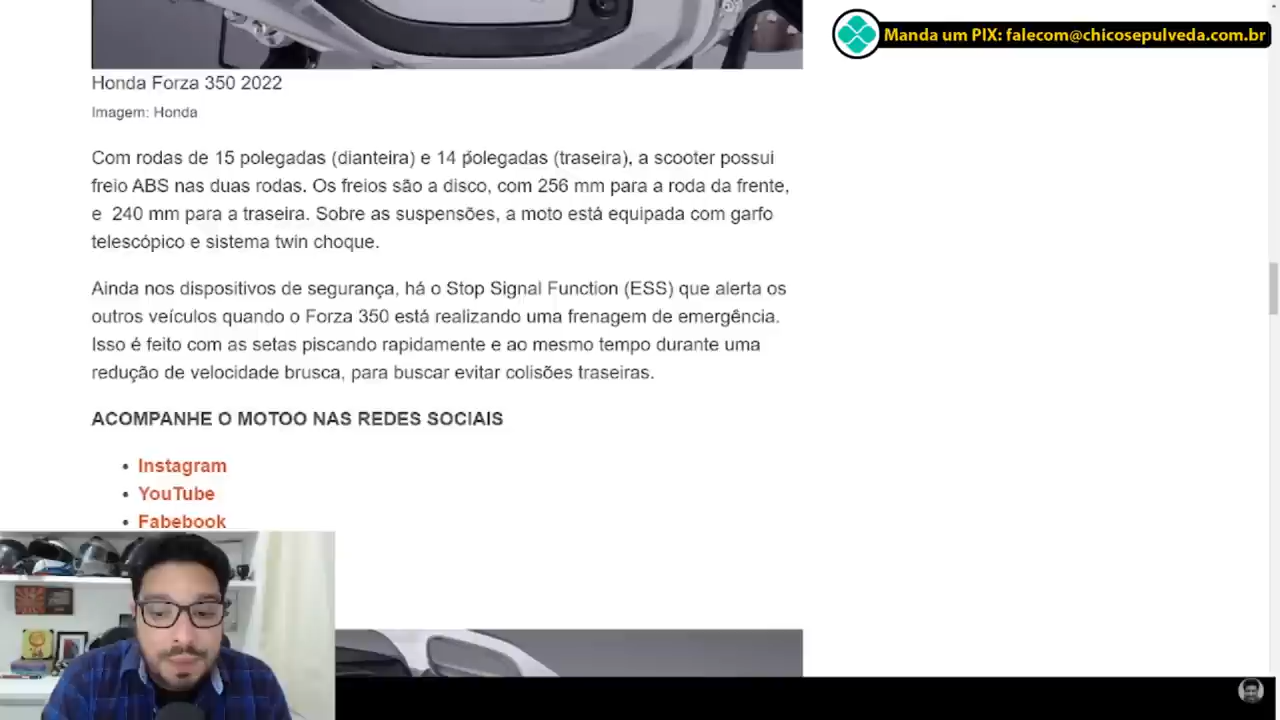 Manda um PIX: falecom@chicosepulveda.com.br
Honda Forza 350 2022
Imagem: Honda
Com rodas de 15 polegadas (dianteira) e 14 polegadas (traseira), a scooter possui
freio ABS nas duas rodas. Os freios são a disco, com 256 mm para a roda da frente,
e 240 mm para a traseira. Sobre as suspensões, a moto está equipada com garfo
telescópico e sistema twin choque.
Ainda nos dispositivos de segurança, há o Stop Signal Function (ESS) que alerta os
outros veículos quando o Forza 350 está realizando uma frenagem de emergência.
Isso é feito com as setas piscando rapidamente e ao mesmo tempo durante uma
redução de velocidade brusca, para buscar evitar colisões traseiras.
ACOMPANHE O MOTOO NAS REDES SOCIAIS
• Instagram
• YouTube
• Fabebook